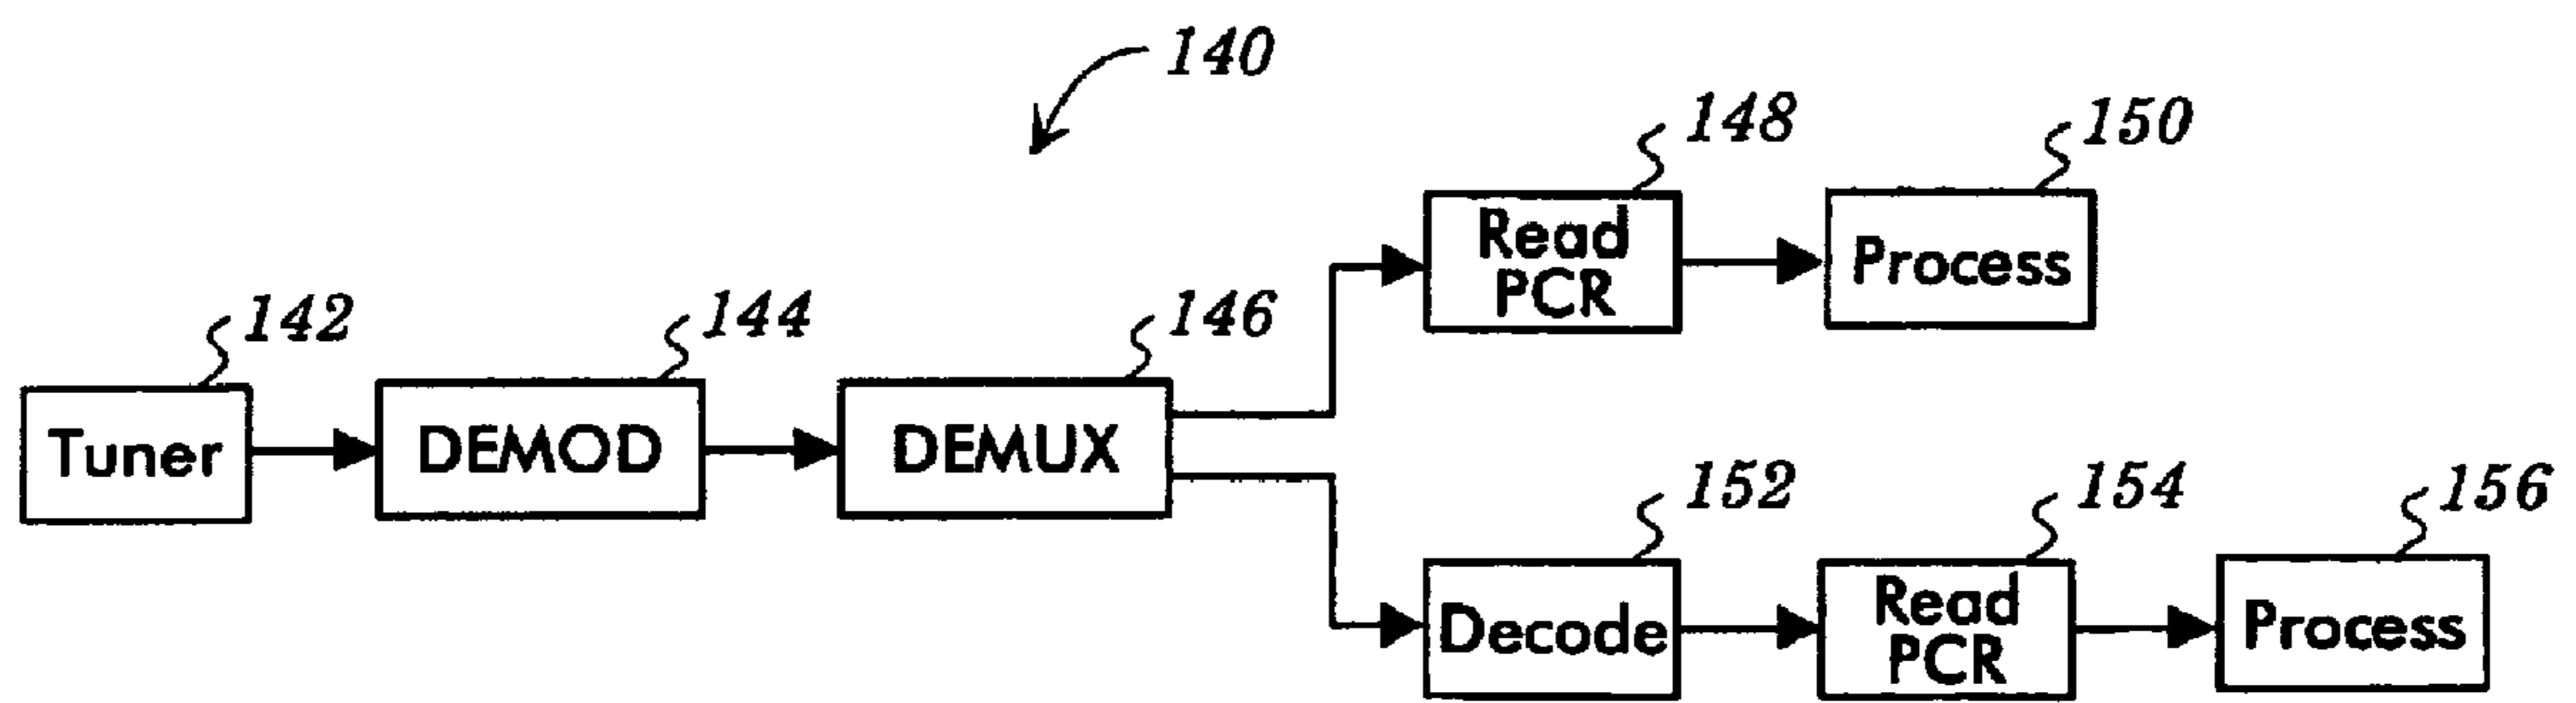 140
148
150
Read
PCR
Process
142
144
146
Tuner
DEMOD
DEMUX
152
154
156
Decode
Read
PCR
Process